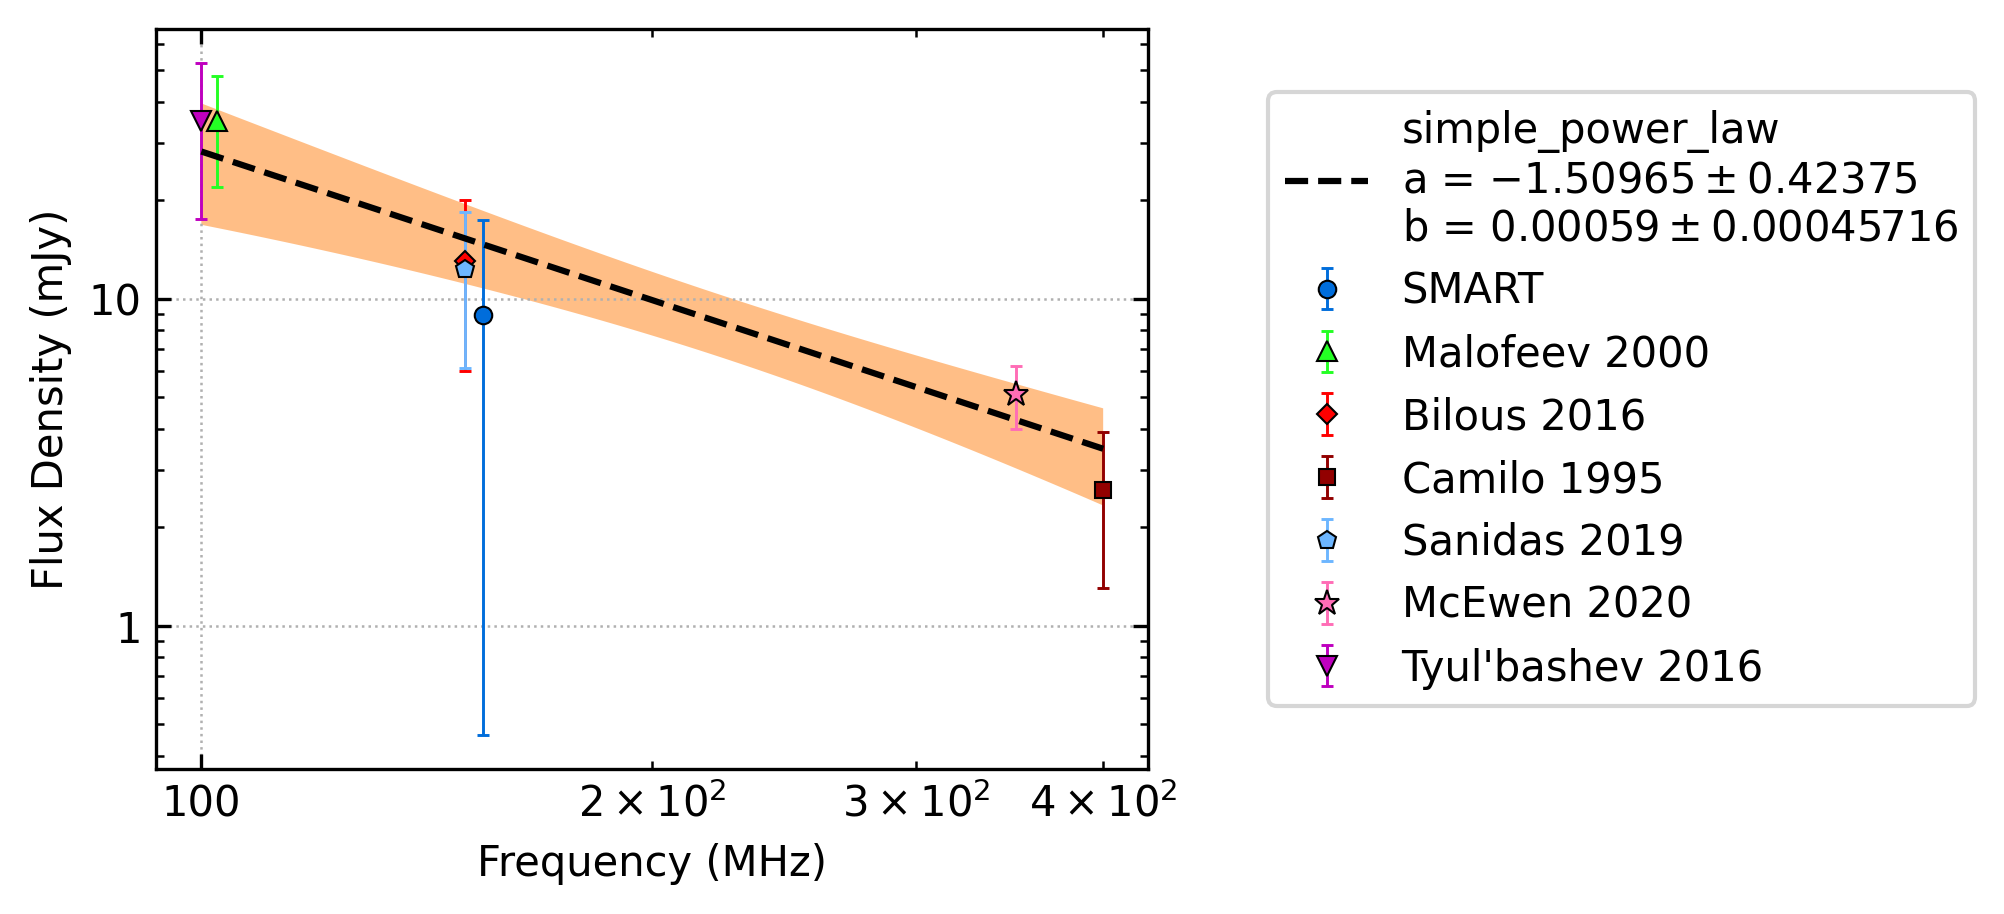 Flux Density (mJy)
10
1
100
2×10²
3×10²
4×10²
Frequency (MHz)
simple_power_law
a = −1.50965 ± 0.42375
b = 0.00059 ± 0.00045716
SMART
Malofeev 2000
Bilous 2016
Camilo 1995
Sanidas 2019
McEwen 2020
Tyul'bashev 2016